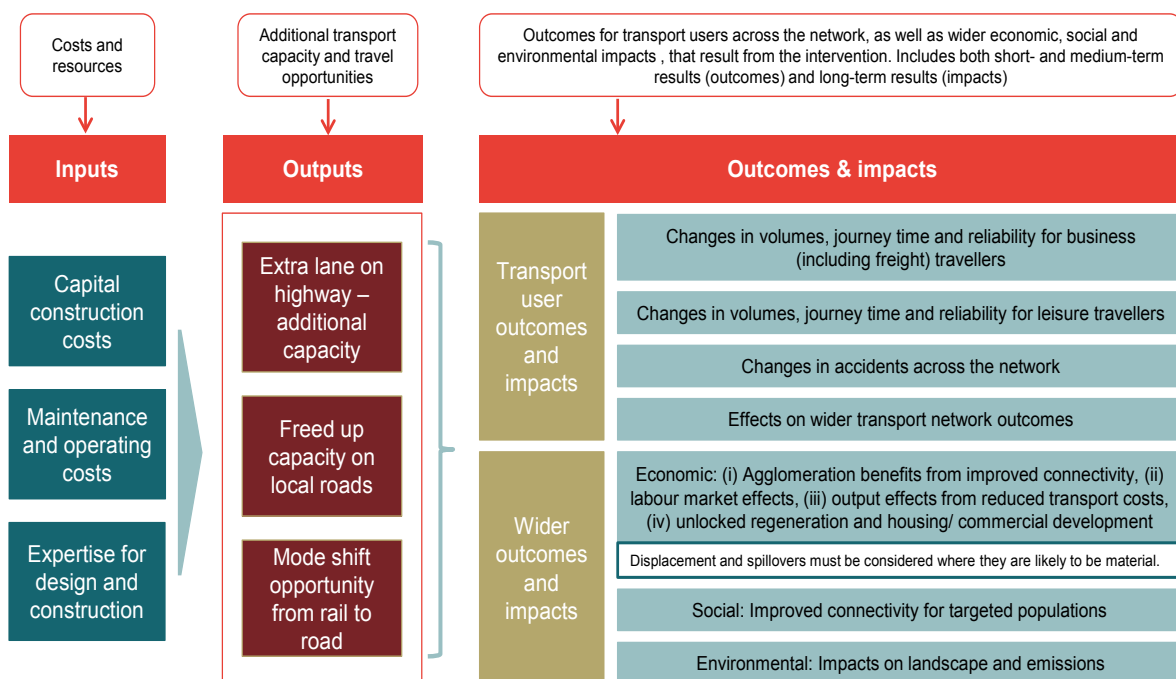 Costs and
resources
Additional transport
capacity and travel
opportunities
Outcomes for transport users across the network, as well as wider economic, social and
environmental impacts , that result from the intervention. Includes both short- and medium-term
results (outcomes) and long-term results (impacts)
Inputs
Outputs
Outcomes & impacts
Capital
construction
costs
Maintenance
and operating
costs
Expertise for
design and
construction
Extra lane on
highway –
additional
capacity
Freed up
capacity on
local roads
Mode shift
opportunity
from rail to
road
Transport
user
outcomes
and
impacts
Changes in volumes, journey time and reliability for business
(including freight) travellers
Changes in volumes, journey time and reliability for leisure travellers
Changes in accidents across the network
Effects on wider transport network outcomes
Wider
outcomes
and
impacts
Economic: (i) Agglomeration benefits from improved connectivity, (ii)
labour market effects, (iii) output effects from reduced transport costs,
(iv) unlocked regeneration and housing/ commercial development
Displacement and spillovers must be considered where they are likely to be material.
Social: Improved connectivity for targeted populations
Environmental: Impacts on landscape and emissions